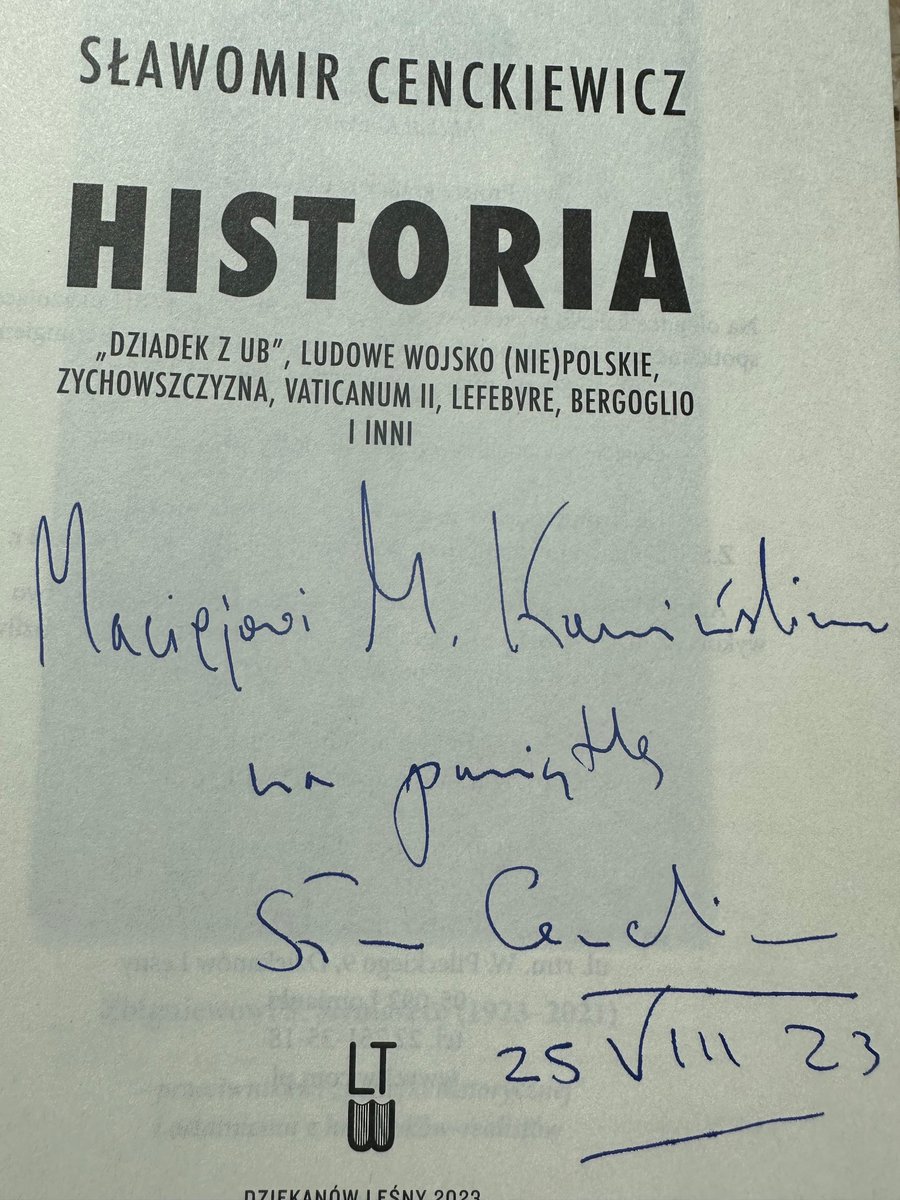 SŁAWOMIR CENCKIEWICZ
HISTORIA
„DZIADEK Z UB”, LUDOWE WOJSKO (NIE)POLSKIE,
ZYCHOWSZCZYZNA, VATICANUM II, LEFEBVRE, BERGOGLIO
I INNI
Maciejowi M. Kamińskiemu
na pamiątkę
25 VIII 23
LT
W
DZIEKANÓW LEŚNY 2023